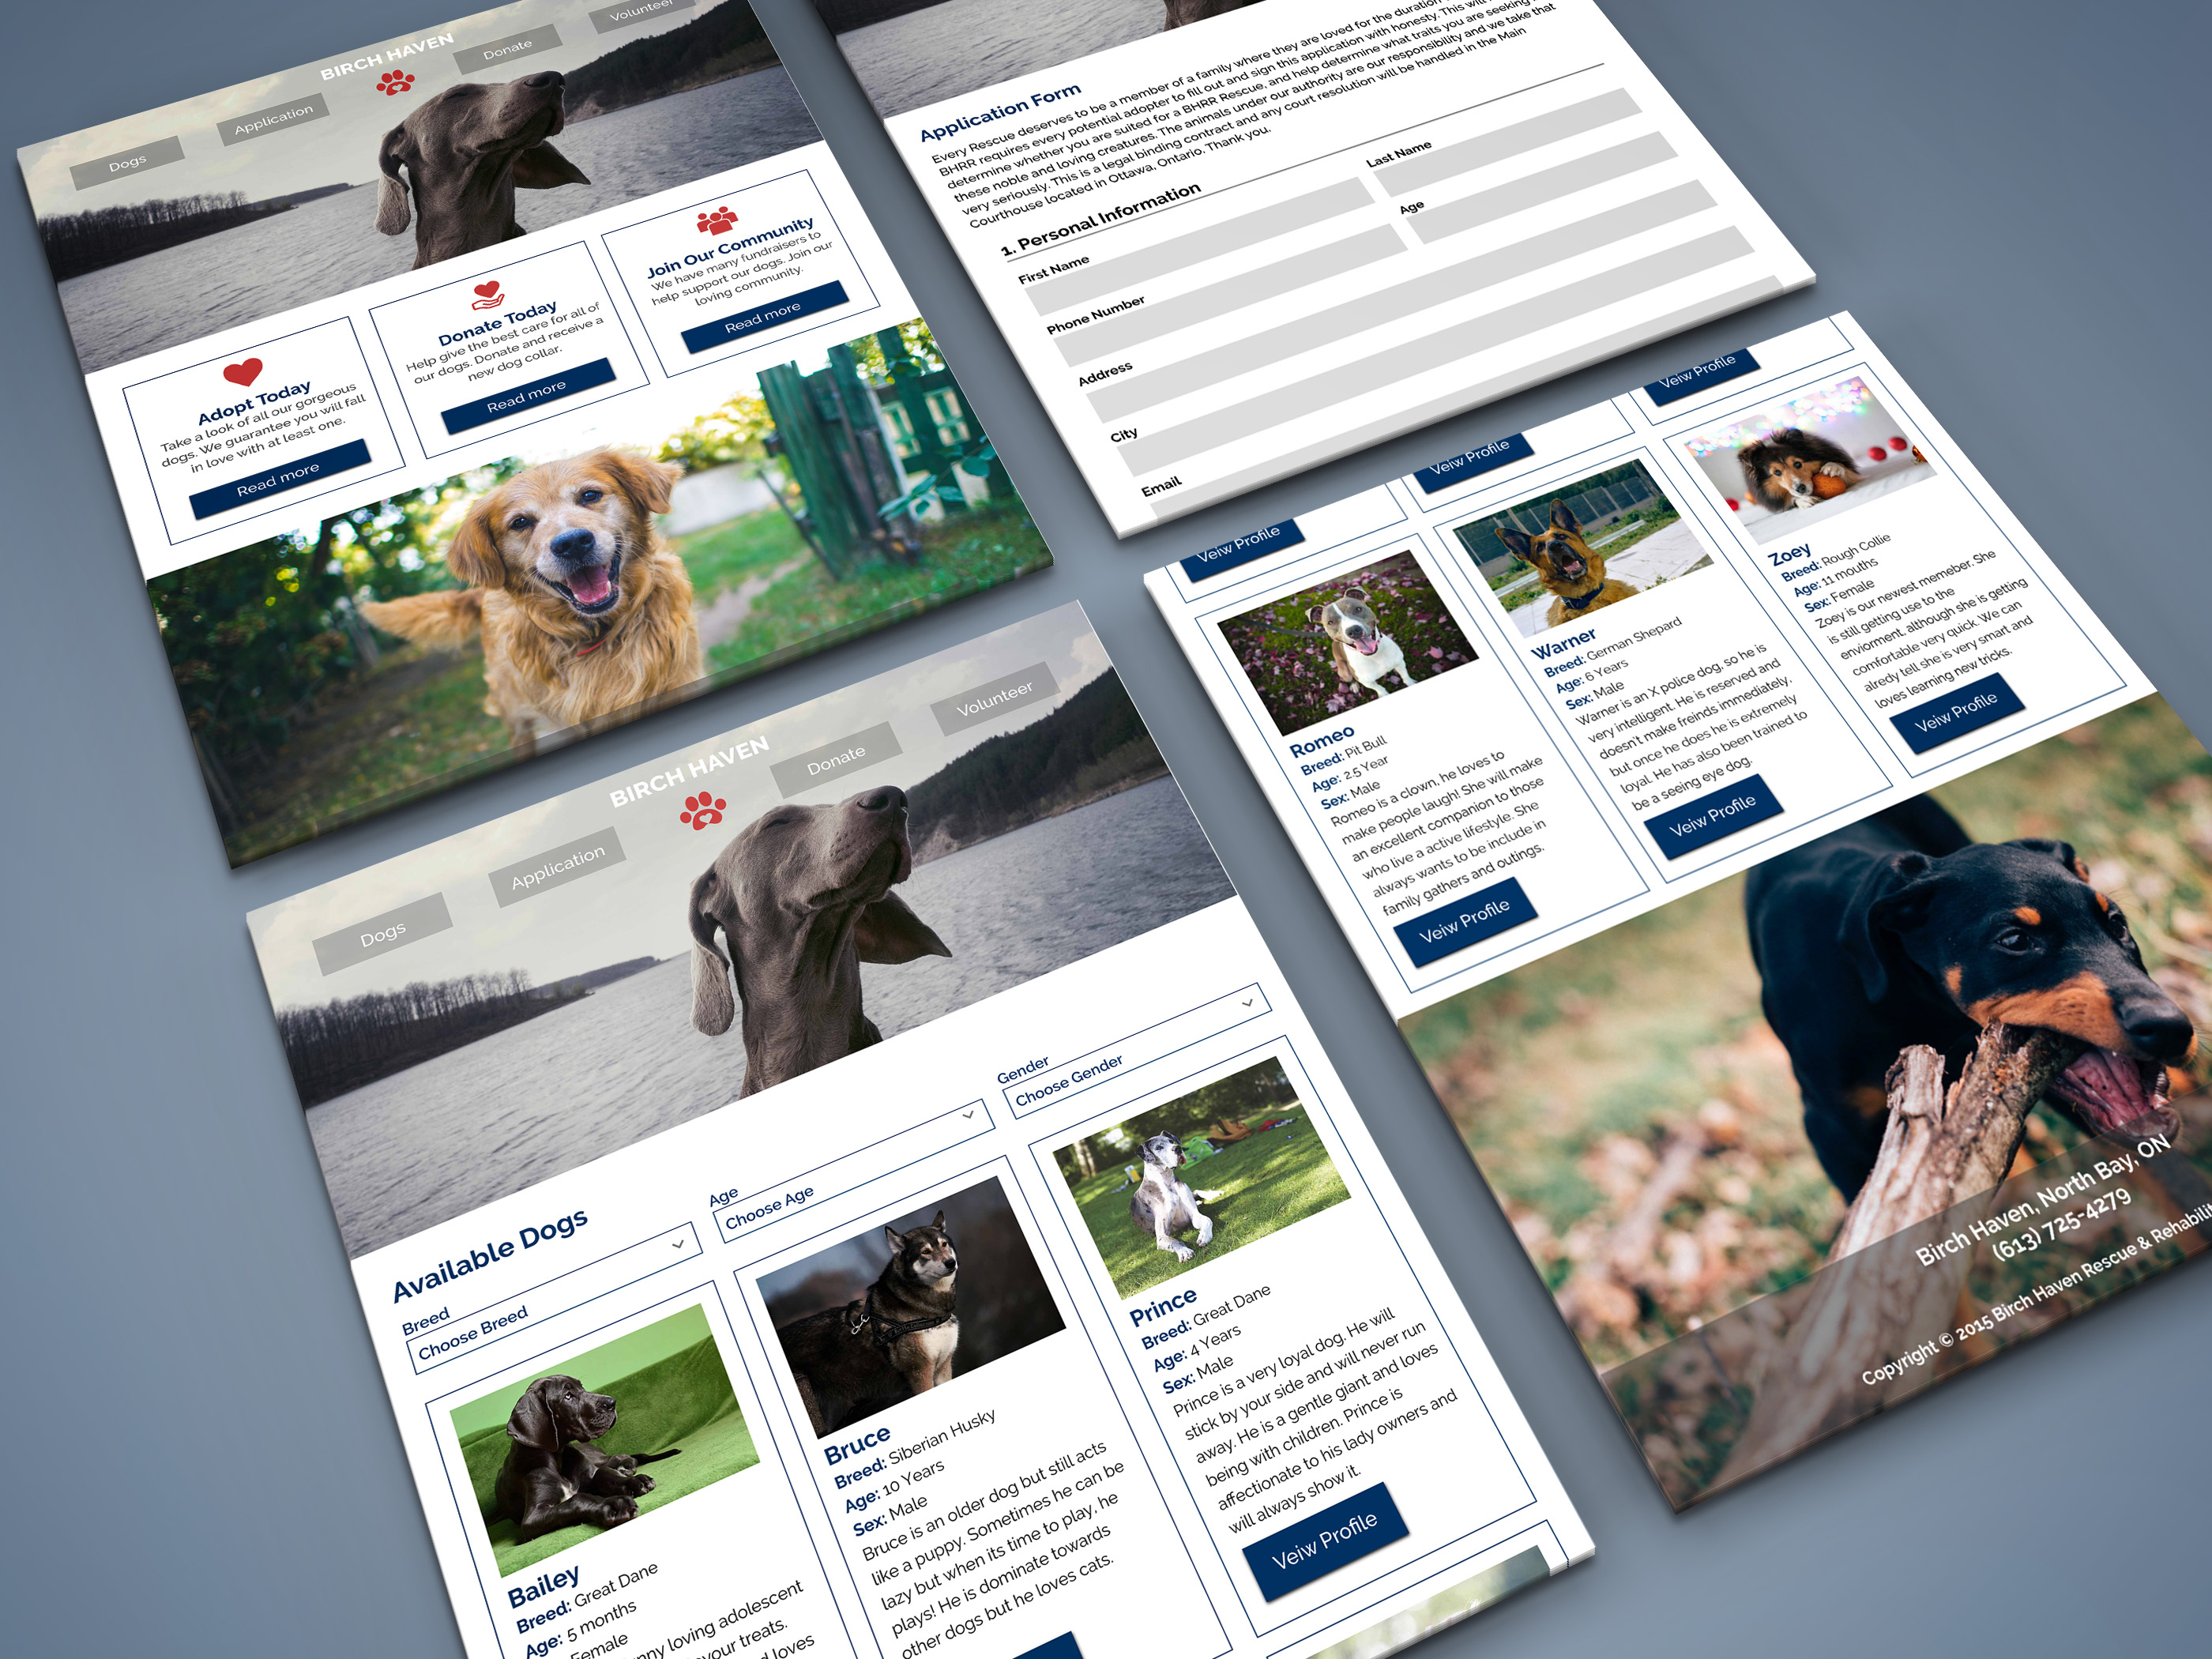 BIRCH HAVEN
Dogs
Application
Donate
Volunteer
Adopt Today
Take a look of all our gorgeous
dogs. We guarantee you will fall
in love with at least one.
Read more
Donate Today
Help give the best care for all of
our dogs. Donate and receive a
new dog collar.
Read more
Join Our Community
We have many fundraisers to
help support our dogs. Join our
loving community.
Read more
Application Form
Every Rescue deserves to be a member of a family where they are loved for the duration
BHRR requires every potential adopter to fill out and sign this application with honesty. This will
determine whether you are suited for a BHRR Rescue, and help determine what traits you are seeking
these noble and loving creatures. The animals under our authority are our responsibility and we take that
very seriously. This is a legal binding contract and any court resolution will be handled in the Main
Courthouse located in Ottawa, Ontario. Thank you.
1. Personal Information
First Name
Last Name
Phone Number
Age
Address
City
Email
BIRCH HAVEN
Dogs
Application
Donate
Volunteer
Available Dogs
Breed
Choose Breed
Age
Choose Age
Gender
Choose Gender
Bailey
Breed: Great Dane
Age: 5 months
Female
nny loving adolescent
your treats.
d loves
Bruce
Breed: Siberian Husky
Age: 10 Years
Sex: Male
Bruce is an older dog but still acts
like a puppy. Sometimes he can be
lazy but when its time to play, he
plays! He is dominate towards
other dogs but he loves cats.
Prince
Breed: Great Dane
Age: 4 Years
Sex: Male
Prince is a very loyal dog. He will
stick by your side and will never run
away. He is a gentle giant and loves
being with children. Prince is
affectionate to his lady owners and
will always show it.
Veiw Profile
Veiw Profile
Veiw Profile
Veiw Profile
Romeo
Breed: Pit Bull
Age: 2.5 Year
Sex: Male
Romeo is a clown, he loves to
make people laugh! She will make
an excellent companion to those
who live a active lifestyle. She
always wants to be include in
family gathers and outings.
Veiw Profile
Warner
Breed: German Shepard
Age: 6 Years
Sex: Male
Warner is an X police dog, so he is
very intelligent. He is reserved and
doesn't make freinds immediately,
but once he does he is extremely
loyal. He has also been trained to
be a seeing eye dog.
Veiw Profile
Zoey
Breed: Rough Collie
Age: 11 mouths
Sex: Female
Zoey is our newest memeber. She
is still getting use to the
enviorment, although she is getting
comfortable very quick. We can
alredy tell she is very smart and
loves learning new tricks.
Veiw Profile
Birch Haven, North Bay, ON
(613) 725-4279
Copyright © 2015 Birch Haven Rescue & Rehabilit